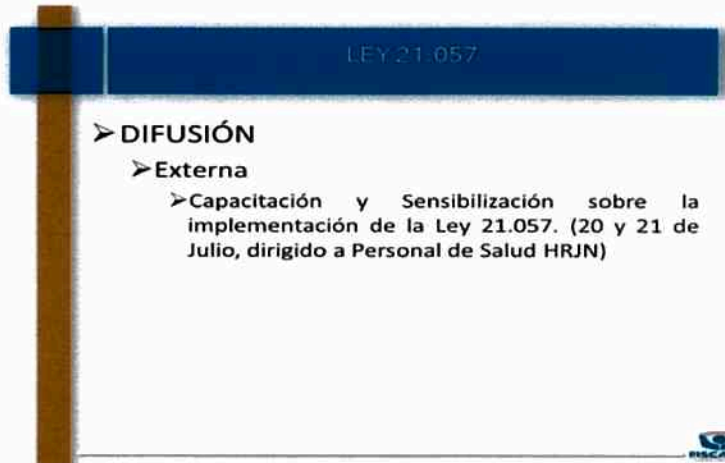 LEY 21.057
➢DIFUSIÓN
➢Externa
➢Capacitación y Sensibilización sobre la
implementación de la Ley 21.057. (20 y 21 de
Julio, dirigido a Personal de Salud HRJN)